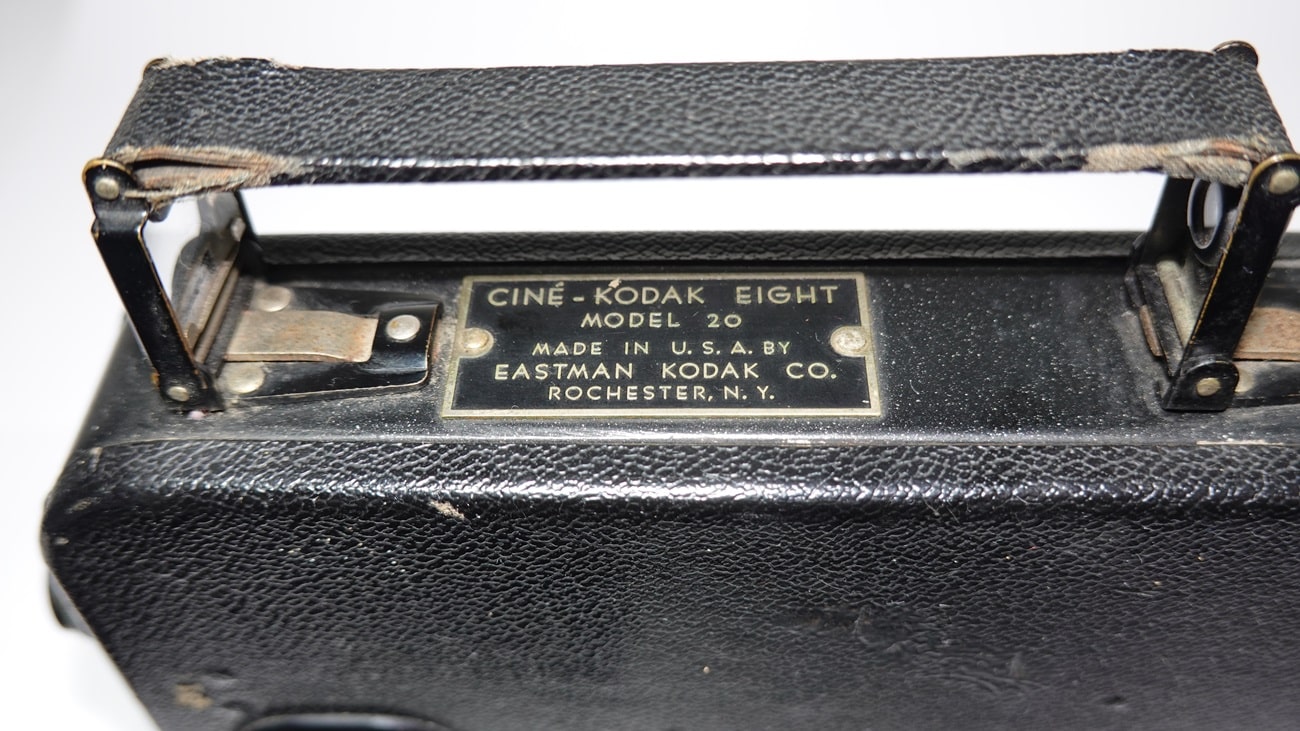 CINÉ-KODAK EIGHT
MODEL 20
MADE IN U.S.A. BY
EASTMAN KODAK CO.
ROCHESTER, N.Y.